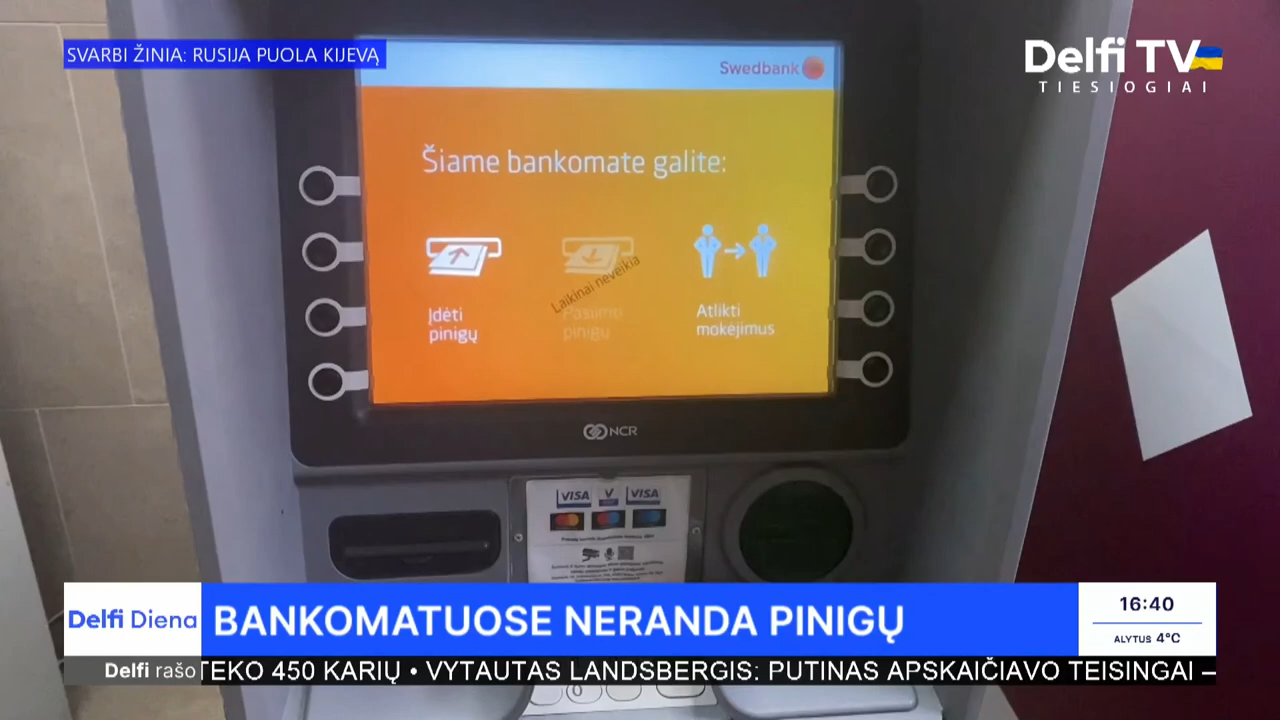 SVARBI ŽINIA: RUSIJA PUOLA KIJEVĄ
Delfi TV
TIESIOGIAI
Swedbank
Šiame bankomate galite:
Laikinai neveikia
Įdėti
pinigų
Pasiimti
pinigų
Atlikti
mokėjimus
NCR
VISA V VISA
Delfi Diena
BANKOMATUOSE NERANDA PINIGŲ
16:40
ALYTUS 4°C
Delfi rašo
TEKO 450 KARIŲ • VYTAUTAS LANDSBERGIS: PUTINAS APSKAIČIAVO TEISINGAI –